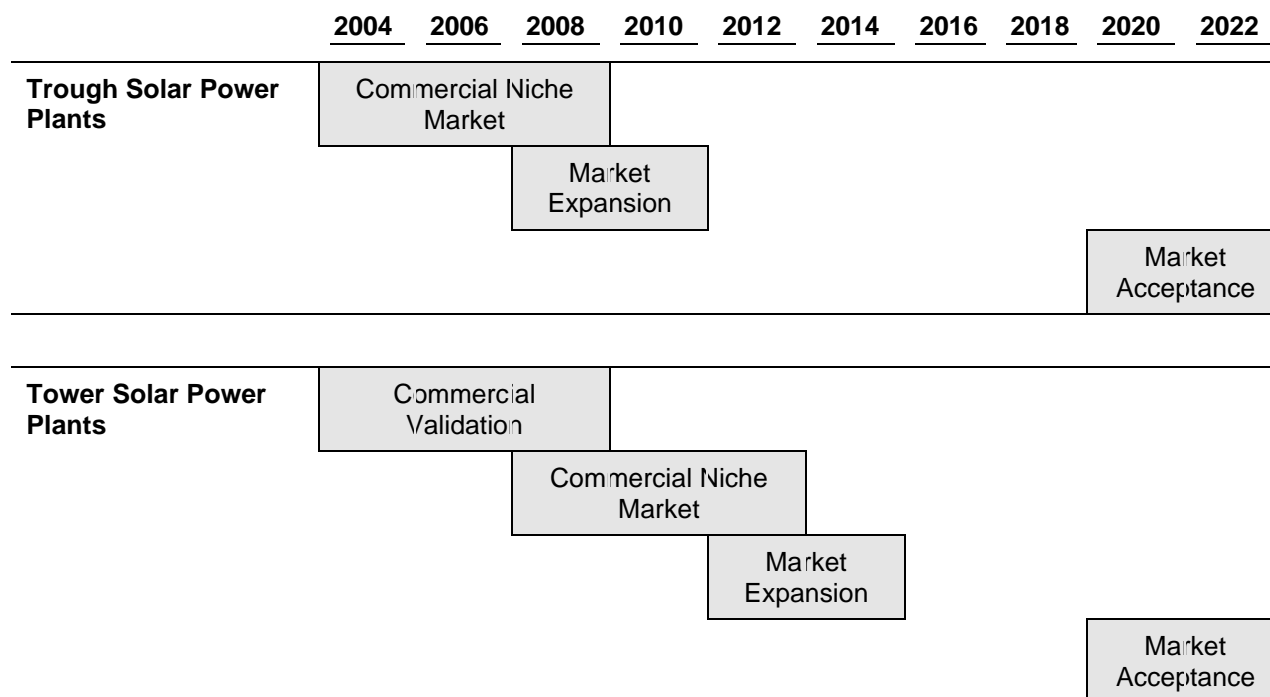 2004 2006 2008 2010 2012 2014 2016 2018 2020 2022
Trough Solar Power
Plants
Commercial Niche
Market
Market
Expansion
Market
Acceptance
Tower Solar Power
Plants
Commercial
Validation
Commercial Niche
Market
Market
Expansion
Market
Acceptance